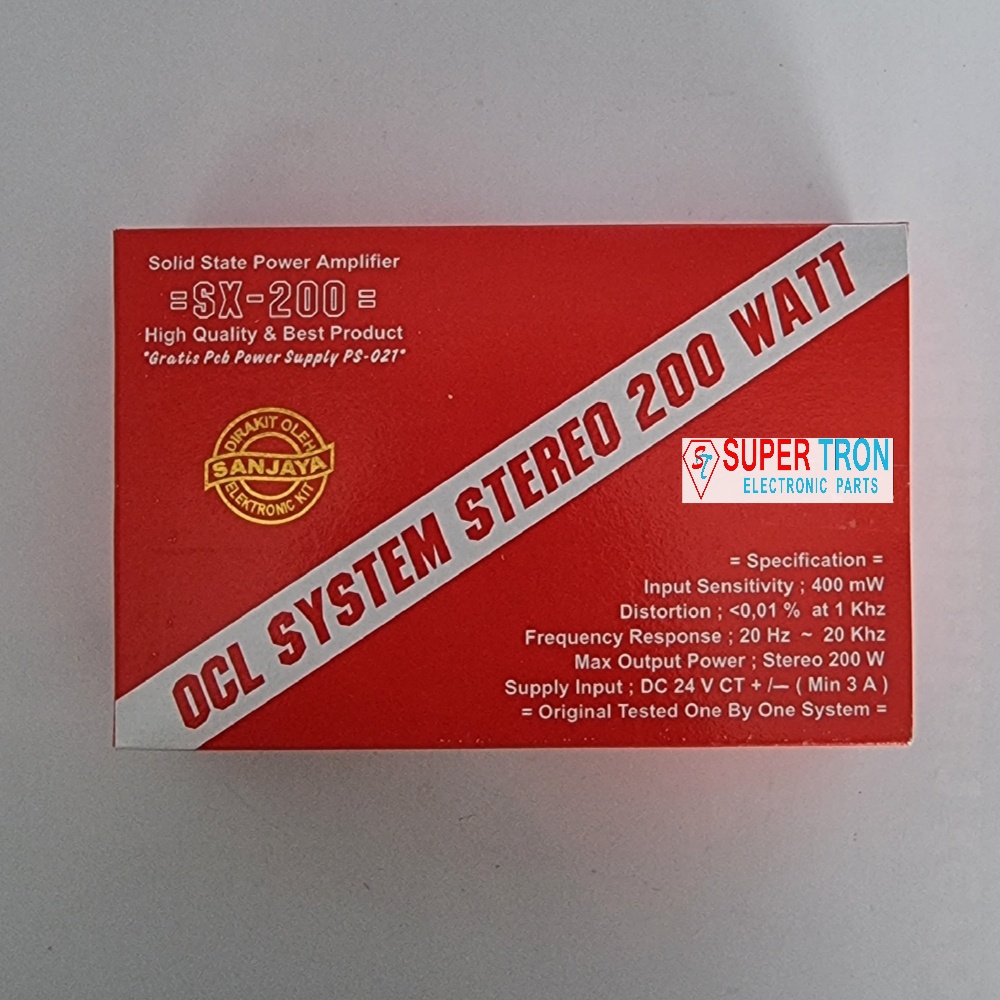 Solid State Power Amplifier
=SX-200=
High Quality & Best Product
"Gratis Pcb Power Supply PS-021"
DIRAKIT OLEH
SANJAYA
ELEKTRONIC KIT
OCL SYSTEM STEREO 200 WATT
ST SUPER TRON
ELECTRONIC PARTS
= Specification =
Input Sensitivity ; 400 mW
Distortion ; <0,01 % at 1 Khz
Frequency Response ; 20 Hz ~ 20 Khz
Max Output Power ; Stereo 200 W
Supply Input ; DC 24 V CT + /— ( Min 3 A )
= Original Tested One By One System =